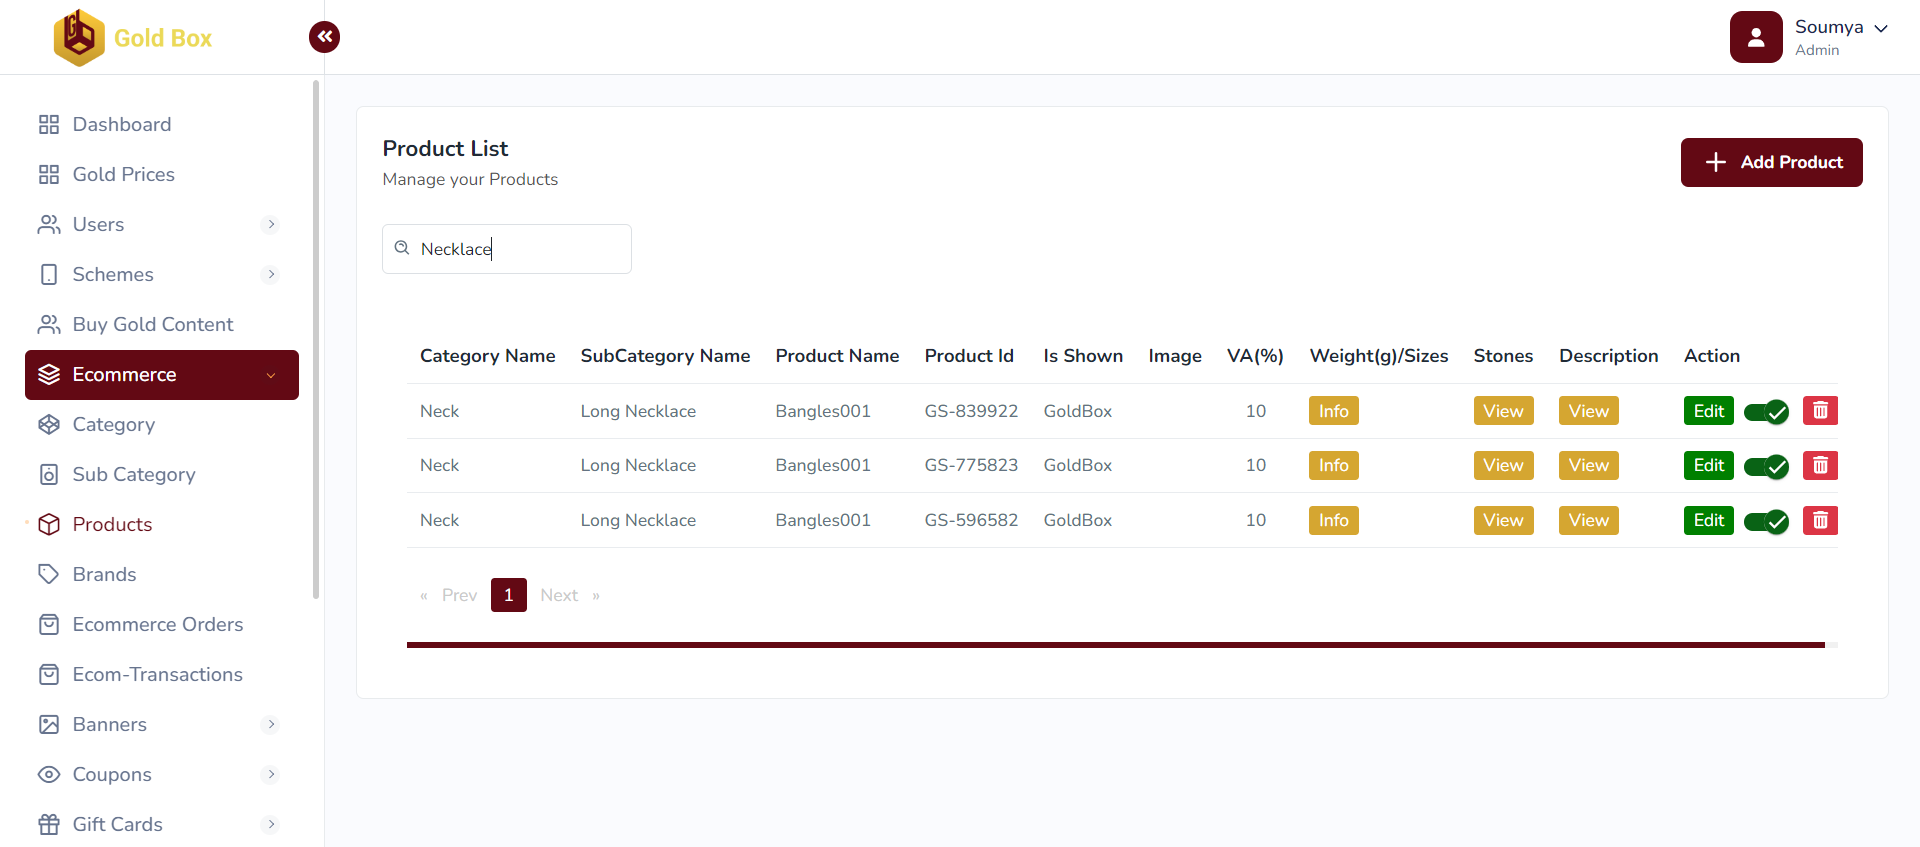 Gold Box
Soumya
Admin
Dashboard
Gold Prices
Users
Schemes
Buy Gold Content
Ecommerce
Category
Sub Category
Products
Brands
Ecommerce Orders
Ecom-Transactions
Banners
Coupons
Gift Cards
Product List
Manage your Products
Add Product
Necklace
Category Name SubCategory Name Product Name Product Id Is Shown Image VA(%) Weight(g)/Sizes Stones Description Action
Neck Long Necklace Bangles001 GS-839922 GoldBox 10 Info View View Edit
Neck Long Necklace Bangles001 GS-775823 GoldBox 10 Info View View Edit
Neck Long Necklace Bangles001 GS-596582 GoldBox 10 Info View View Edit
« Prev 1 Next »